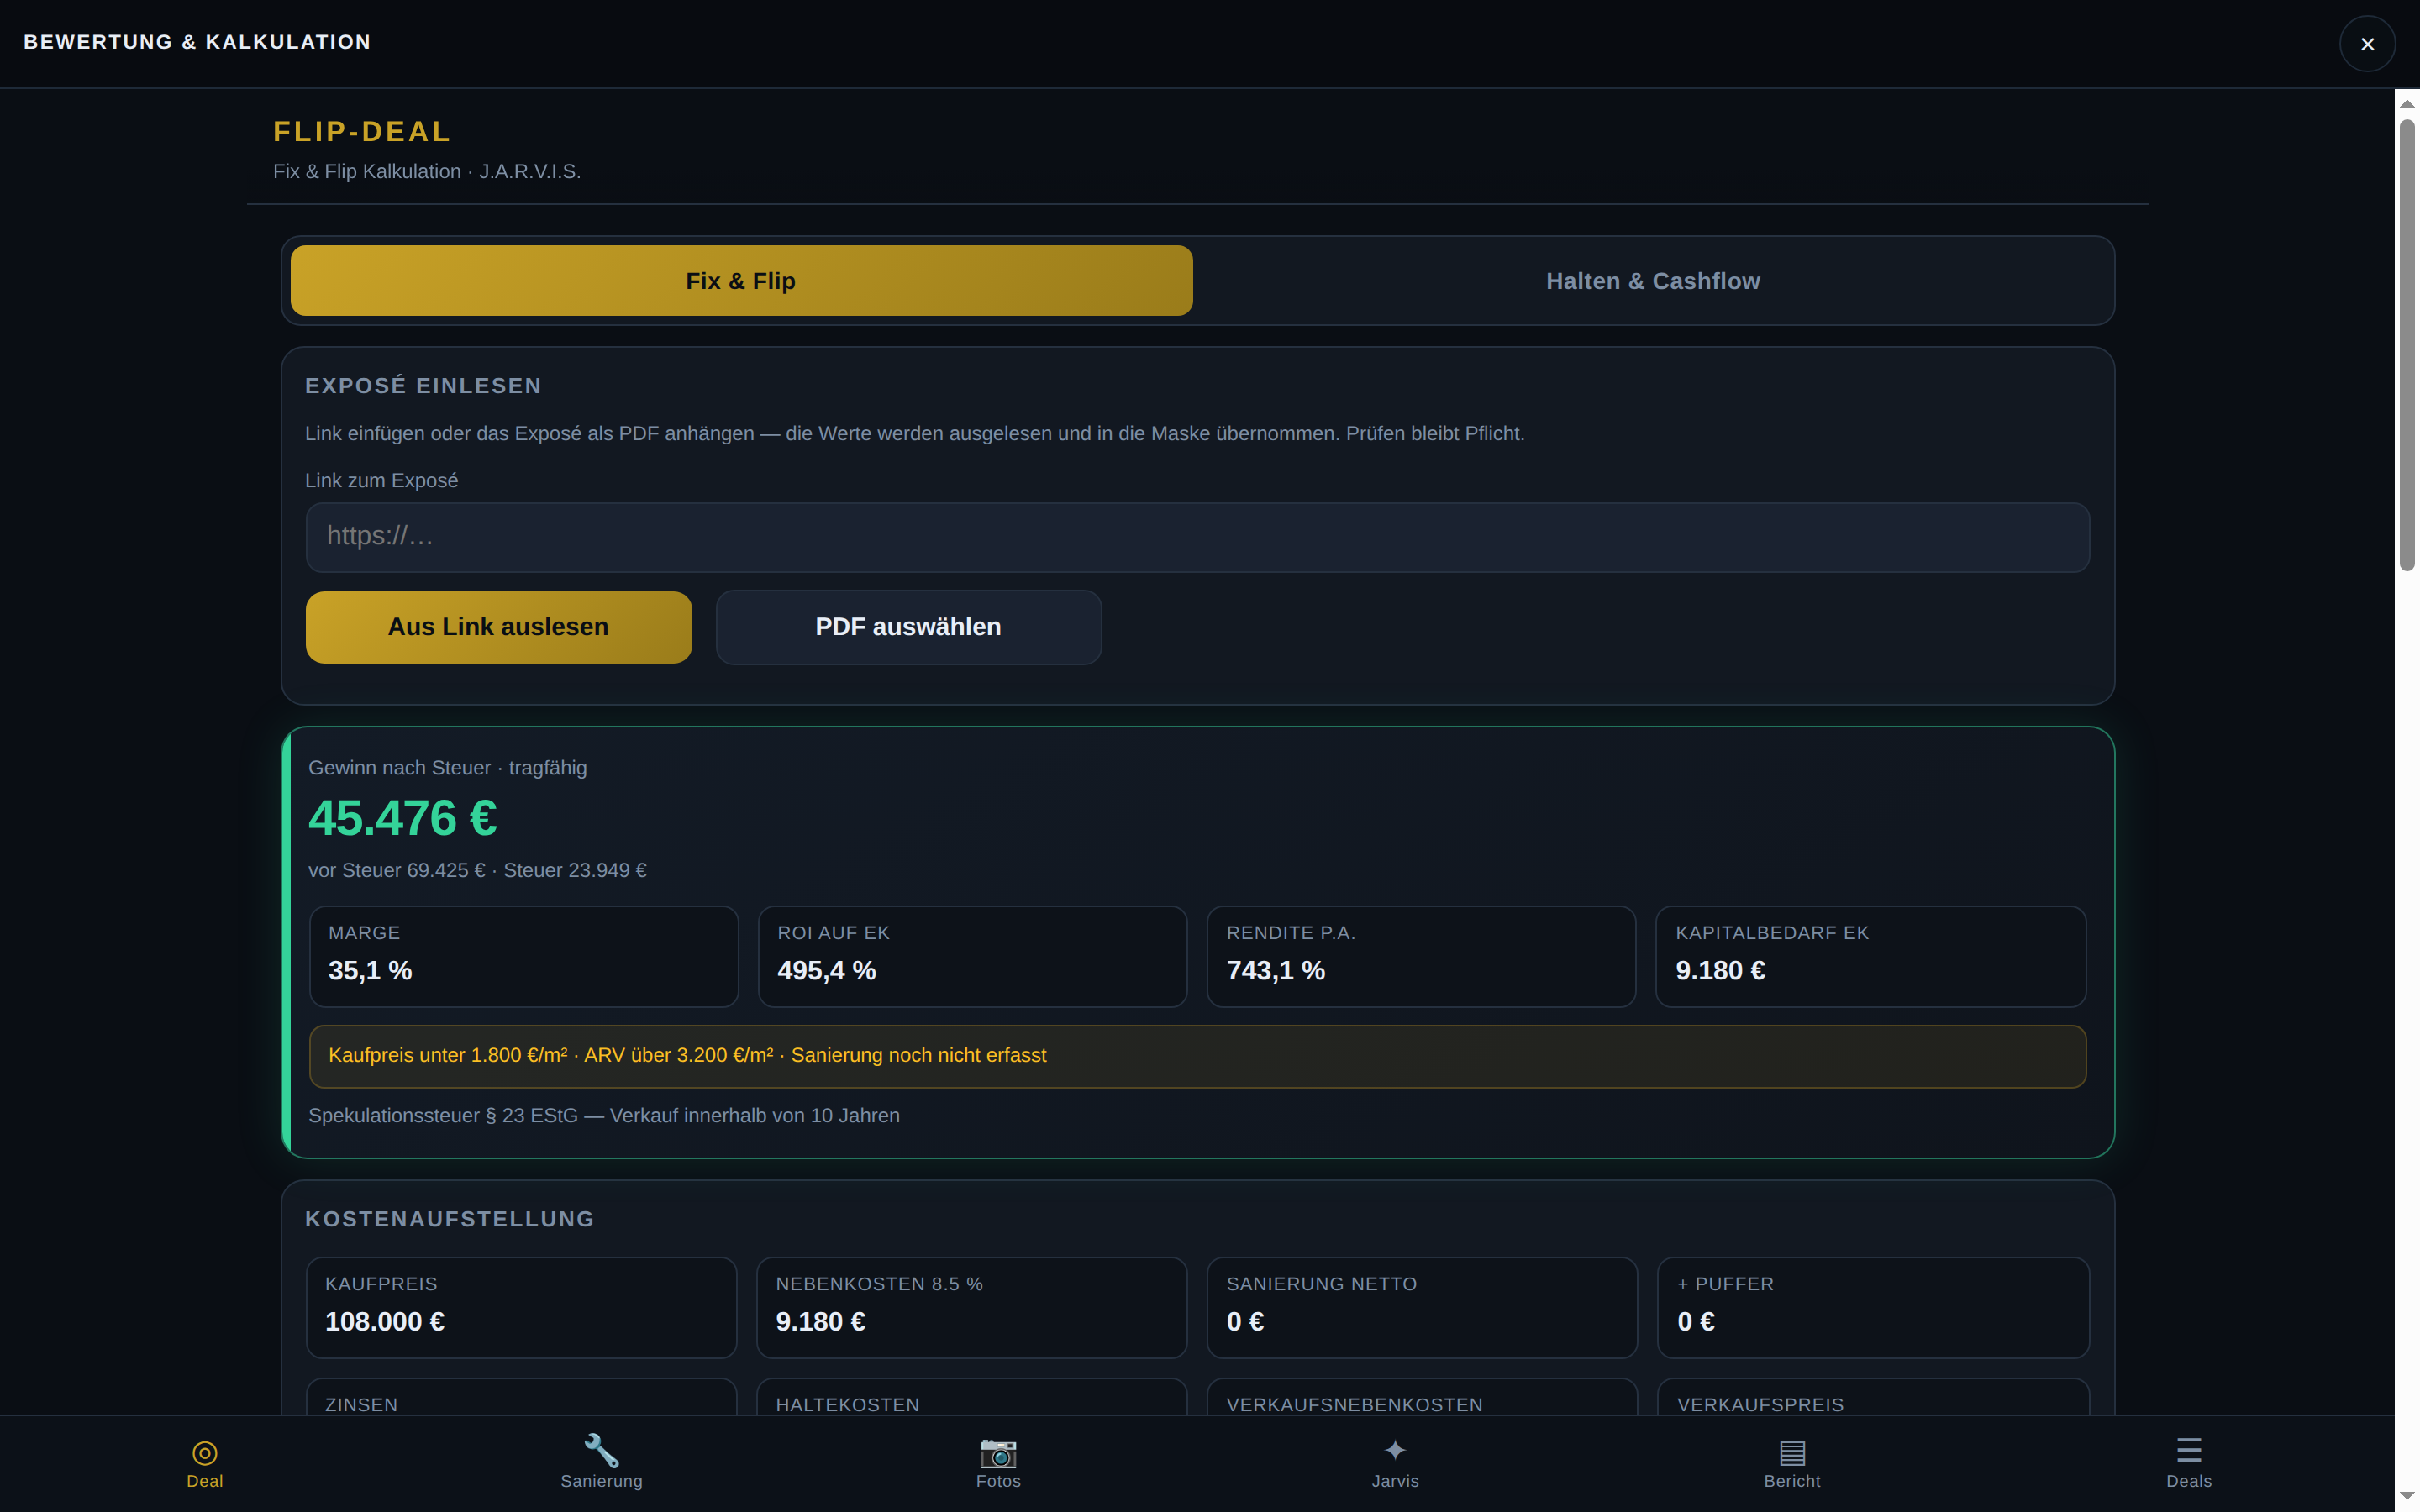 BEWERTUNG & KALKULATION
×
FLIP-DEAL
Fix & Flip Kalkulation · J.A.R.V.I.S.
Fix & Flip
Halten & Cashflow
EXPOSÉ EINLESEN
Link einfügen oder das Exposé als PDF anhängen — die Werte werden ausgelesen und in die Maske übernommen. Prüfen bleibt Pflicht.
Link zum Exposé
https://…
Aus Link auslesen
PDF auswählen
Gewinn nach Steuer · tragfähig
45.476 €
vor Steuer 69.425 € · Steuer 23.949 €
MARGE
35,1 %
ROI AUF EK
495,4 %
RENDITE P.A.
743,1 %
KAPITALBEDARF EK
9.180 €
Kaufpreis unter 1.800 €/m² · ARV über 3.200 €/m² · Sanierung noch nicht erfasst
Spekulationssteuer § 23 EStG — Verkauf innerhalb von 10 Jahren
KOSTENAUFSTELLUNG
KAUFPREIS
108.000 €
NEBENKOSTEN 8.5 %
9.180 €
SANIERUNG NETTO
0 €
+ PUFFER
0 €
ZINSEN
HALTEKOSTEN
VERKAUFSNEBENKOSTEN
VERKAUFSPREIS
Deal
Sanierung
Fotos
Jarvis
Bericht
Deals